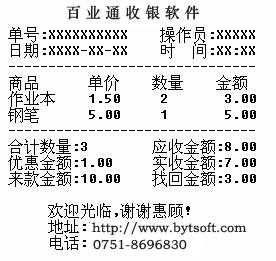 百业通收银软件
单号:XXXXXXXXXX 操作员:XXXXX
日期:XXXX-XX-XX 时 间:XX:XX
商品 单价 数量 金额
作业本 1.50 2 3.00
钢笔 5.00 1 5.00
合计数量:3 应收金额:8.00
优惠金额:1.00 实收金额:7.00
来款金额:10.00 找回金额:3.00
欢迎光临,谢谢惠顾!
地址: http://www.bytsoft.com
电话: 0751-8696830